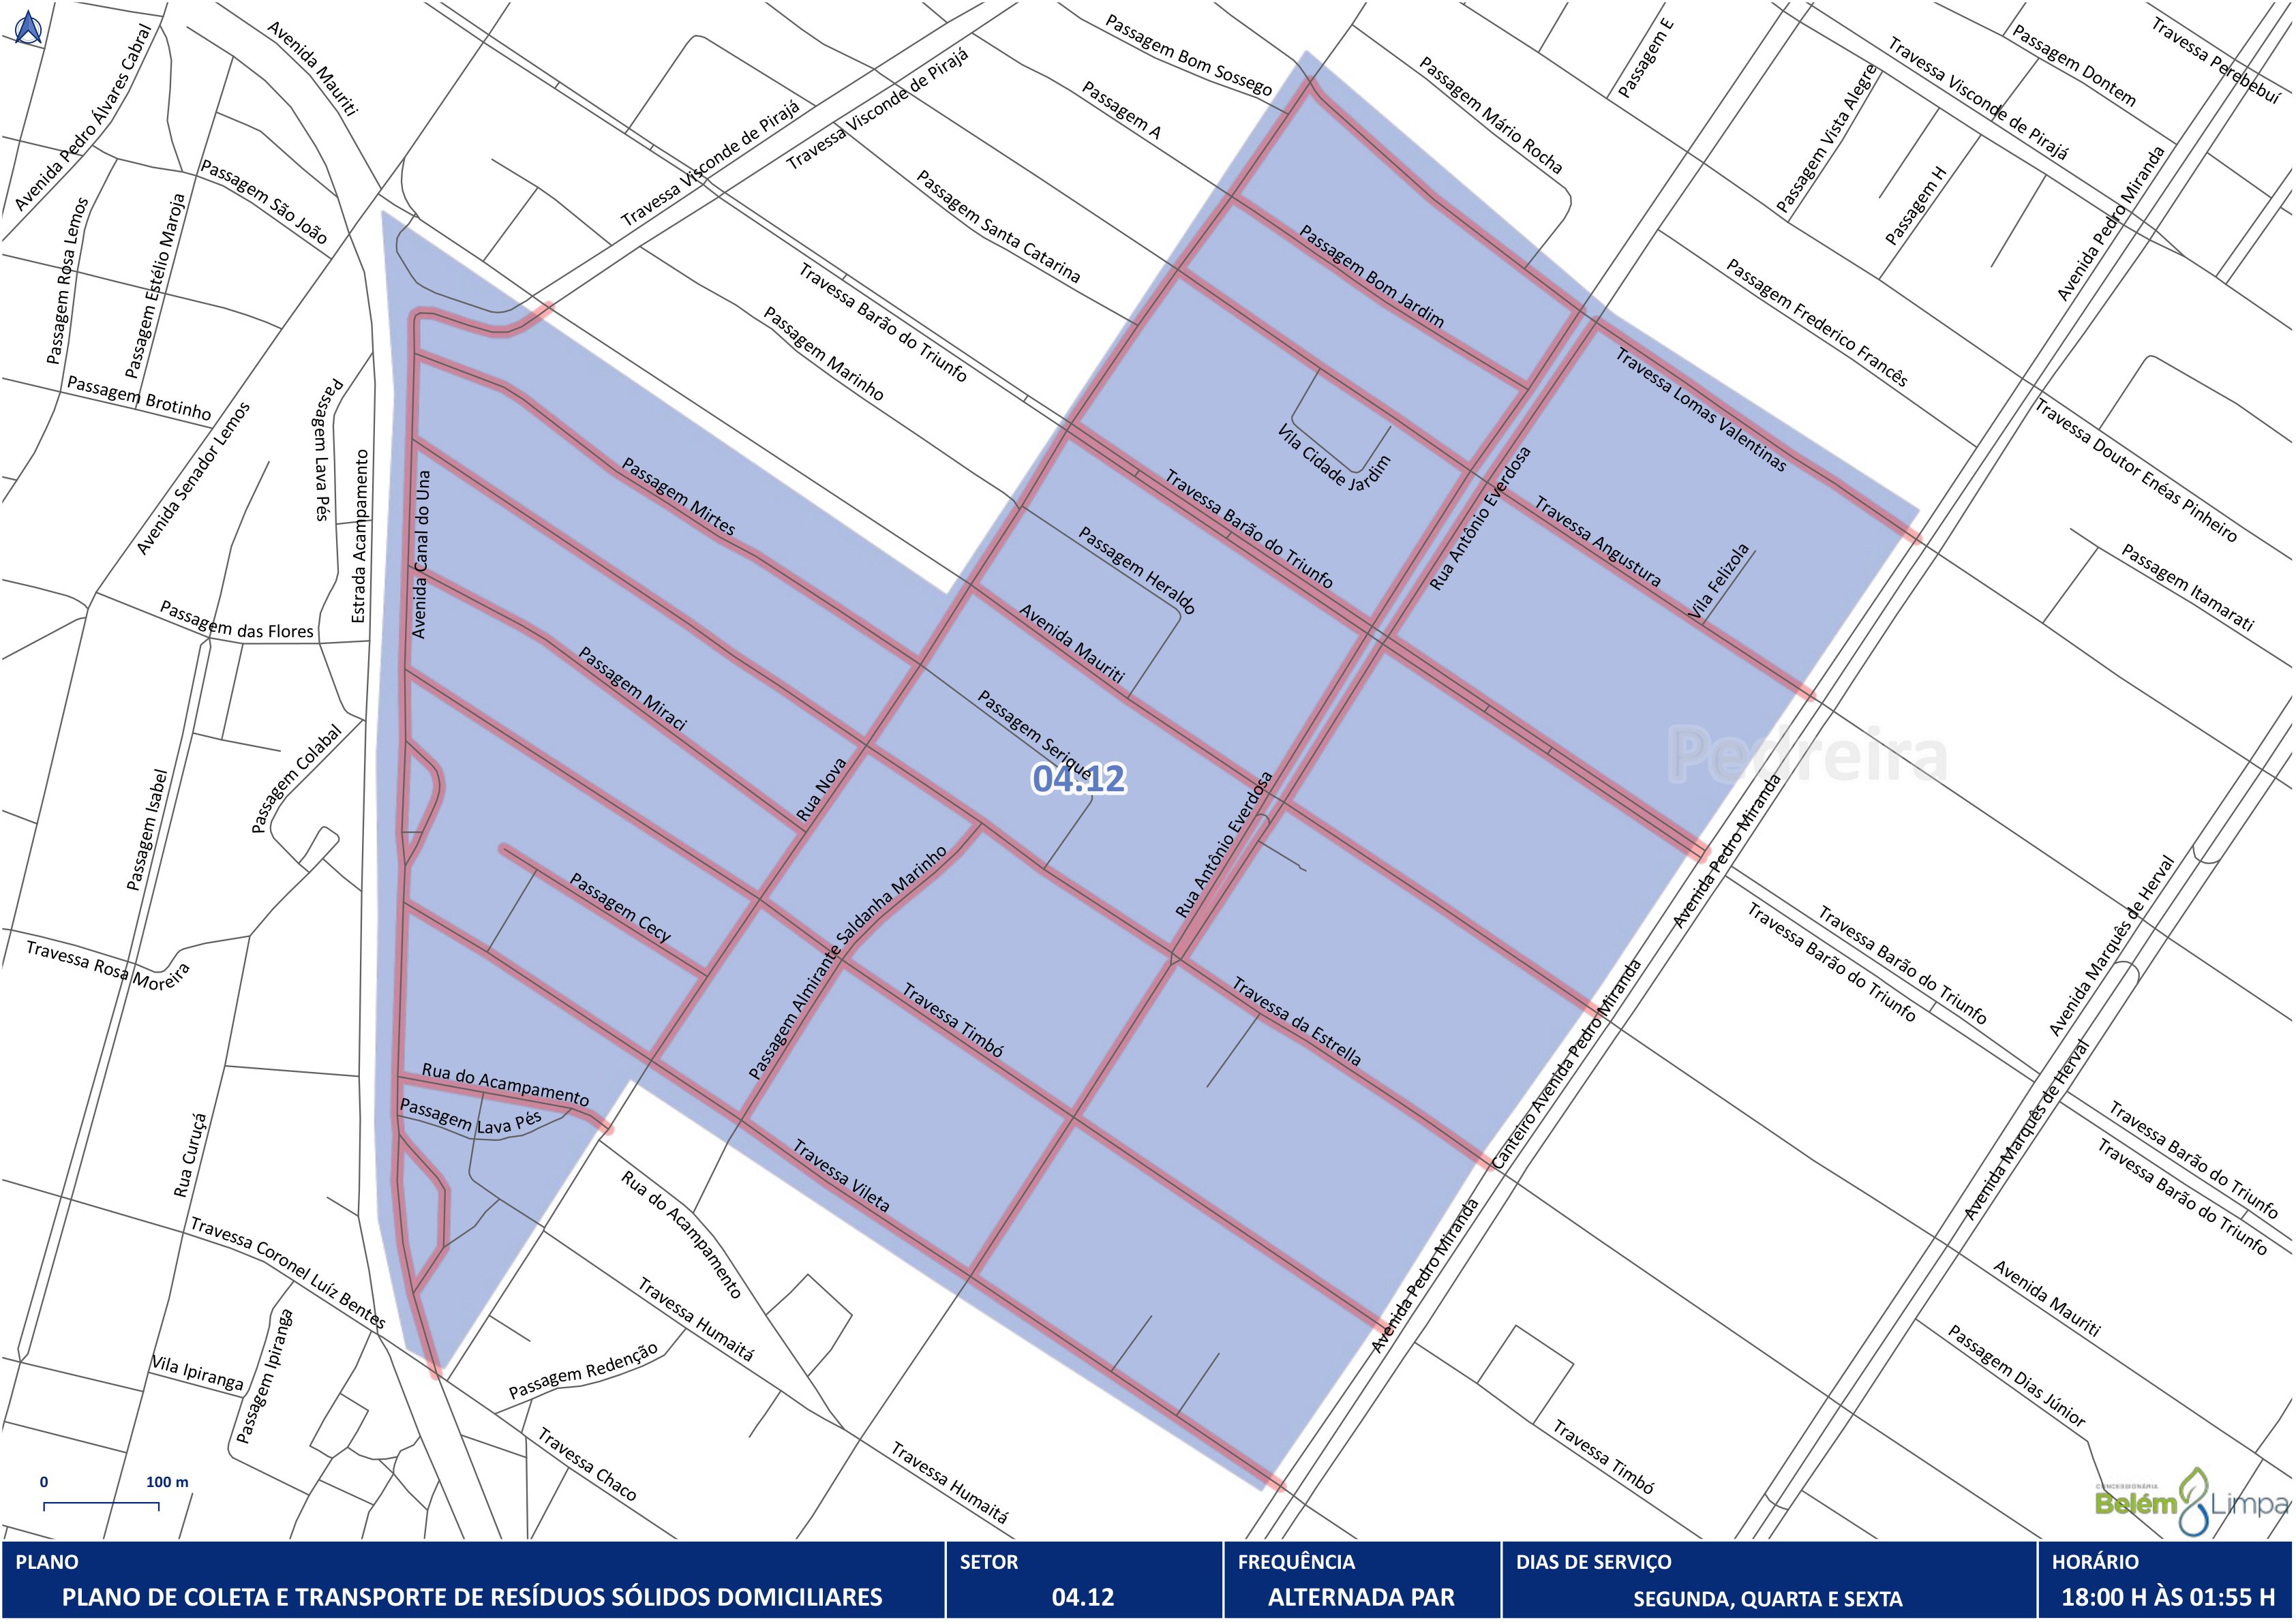 Avenida Pedro Álvares Cabral
Avenida Mauriti
Passagem São João
Passagem Rosa Lemos
Passagem Estélio Maroja
Passagem Brotinho
Avenida Senador Lemos
Passagem Lava Pés
Estrada Acampamento
Avenida Canal do Una
Passagem das Flores
Passagem Colabal
Passagem Isabel
Travessa Rosa Moreira
Rua Curuçá
Travessa Coronel Luíz Bentes
Vila Ipiranga
Passagem Ipiranga
Travessa Visconde de Pirajá
Travessa Visconde de Pirajá
Passagem Bom Sossego
Passagem A
Passagem Santa Catarina
Travessa Barão do Triunfo
Passagem Marinho
Passagem Mirtes
Passagem Miraci
Rua Nova
Passagem Cecy
Rua do Acampamento
Passagem Lava Pés
Passagem Almirante Saldanha Marinho
Passagem Heraldo
Avenida Mauriti
Passagem Serique
04.12
Travessa Timbó
Travessa Vileta
Rua do Acampamento
Travessa Humaitá
Passagem Redenção
Travessa Chaco
Travessa Humaitá
Passagem Mário Rocha
Passagem E
Passagem Bom Jardim
Vila Cidade Jardim
Travessa Barão do Triunfo
Rua Antônio Everdosa
Rua Antônio Everdosa
Travessa Lomas Valentinas
Travessa Angustura
Vila Felizola
Travessa da Estrella
Pedreira
Avenida Pedro Miranda
Canteiro Avenida Pedro Miranda
Avenida Pedro Miranda
Travessa Perebebuí
Passagem Dontem
Travessa Visconde de Pirajá
Passagem Vista Alegre
Passagem H
Avenida Pedro Miranda
Passagem Frederico Francês
Travessa Doutor Enéas Pinheiro
Passagem Itamarati
Avenida Marquês de Herval
Travessa Barão do Triunfo
Travessa Barão do Triunfo
Avenida Marquês de Herval
Travessa Barão do Triunfo
Travessa Barão do Triunfo
Avenida Mauriti
Passagem Dias Júnior
Travessa Timbó
0 100 m
CONCESSIONÁRIA
Belém Limpa
PLANO
PLANO DE COLETA E TRANSPORTE DE RESÍDUOS SÓLIDOS DOMICILIARES
SETOR
04.12
FREQUÊNCIA
ALTERNADA PAR
DIAS DE SERVIÇO
SEGUNDA, QUARTA E SEXTA
HORÁRIO
18:00 H ÀS 01:55 H